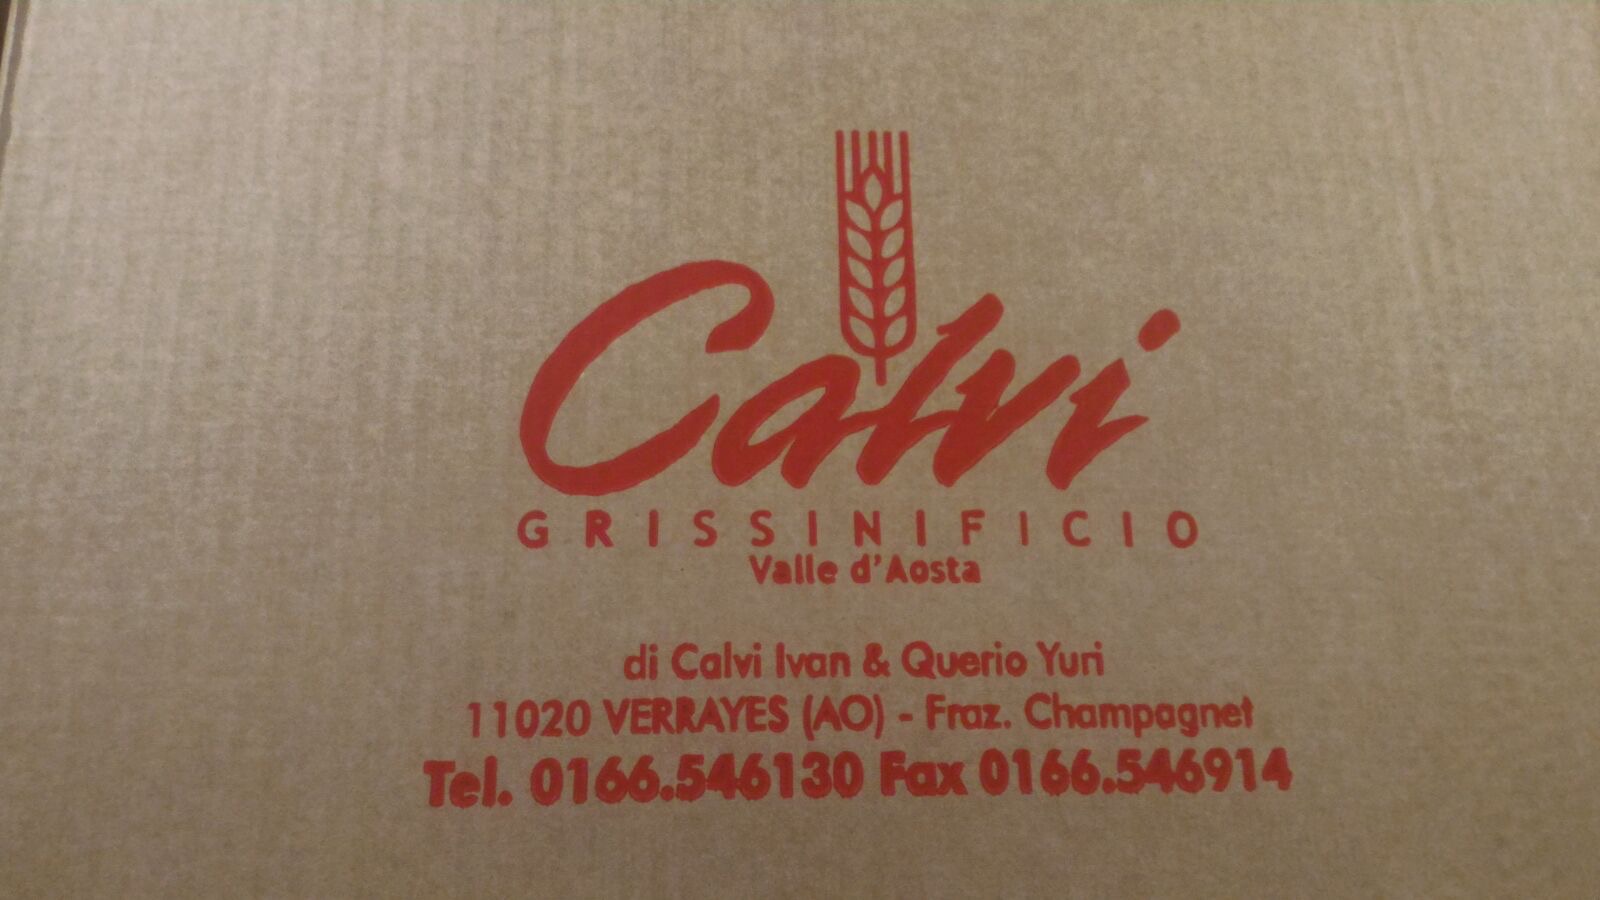 Calvi
GRISSINIFICIO
Valle d'Aosta
di Calvi Ivan & Querio Yuri
11020 VERRAYES (AO) - Fraz. Champagnet
Tel. 0166.546130 Fax 0166.546914